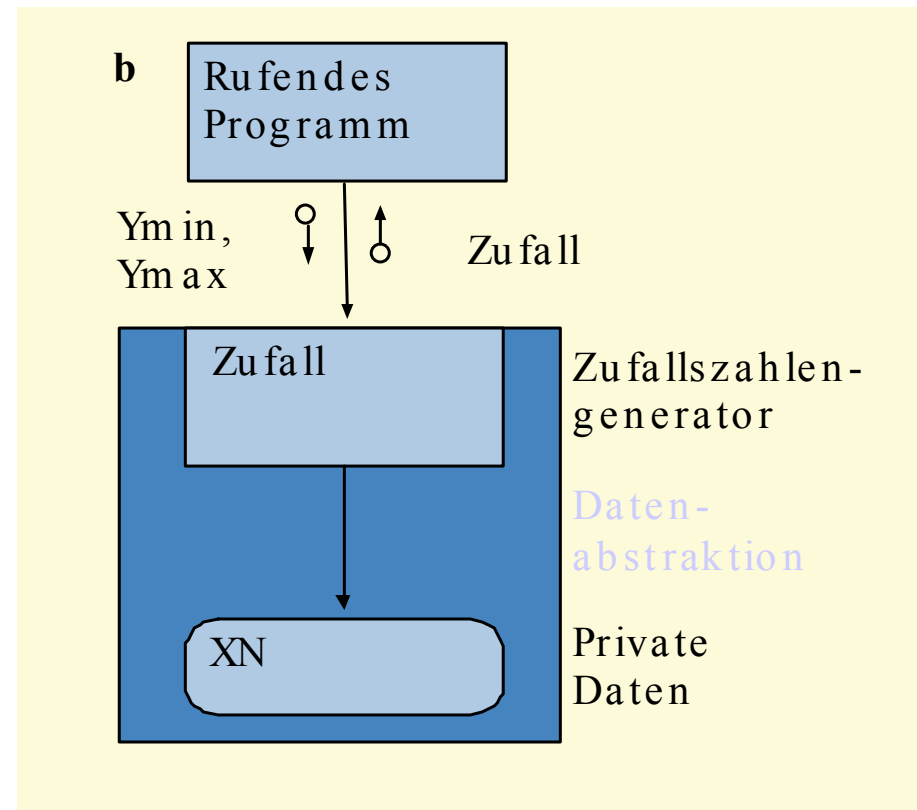 b
Rufendes
Programm
Ymin,
Ymax
Zufall
Zufall
Zufallszahlen-
generator
Daten-
abstraktion
XN
Private
Daten